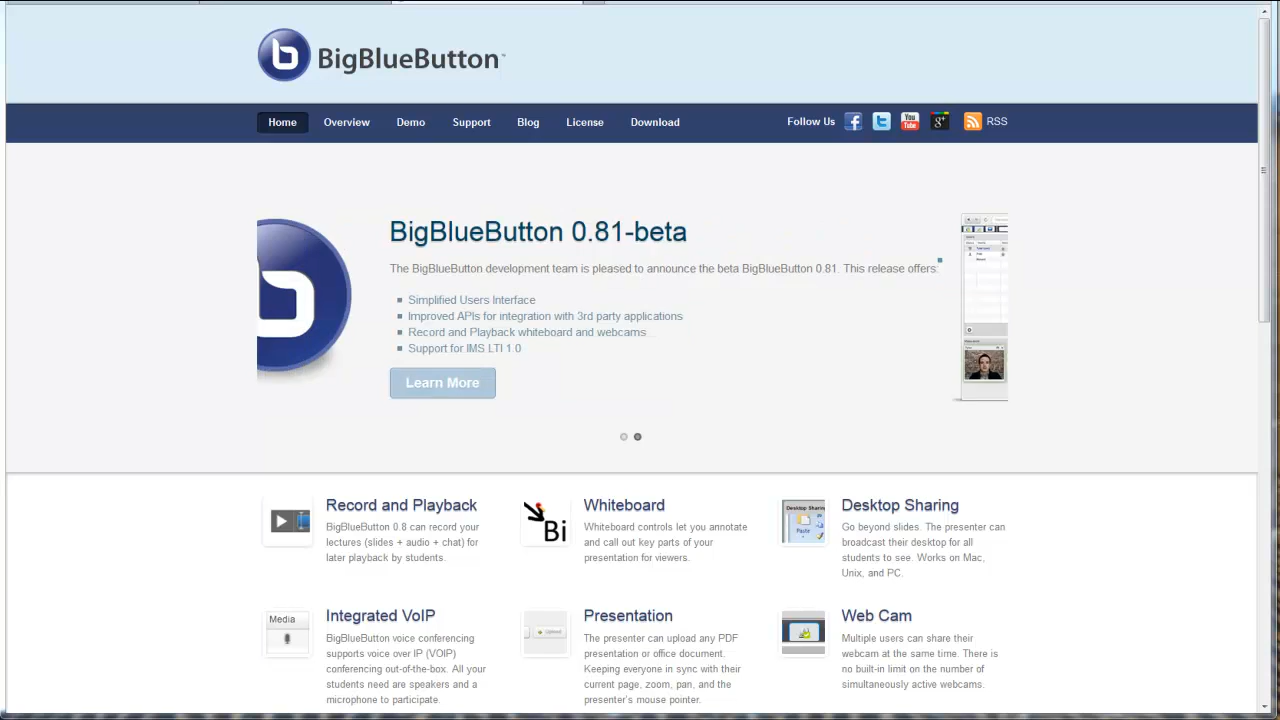 BigBlueButton™
Home Overview Demo Support Blog License Download Follow Us RSS
BigBlueButton 0.81-beta
The BigBlueButton development team is pleased to announce the beta BigBlueButton 0.81. This release offers:
Simplified Users Interface
Improved APIs for integration with 3rd party applications
Record and Playback whiteboard and webcams
Support for IMS LTI 1.0
Learn More
Record and Playback
BigBlueButton 0.8 can record your
lectures (slides + audio + chat) for
later playback by students.
Bi
Whiteboard
Whiteboard controls let you annotate
and call out key parts of your
presentation for viewers.
Desktop Sharing
Paste
Desktop Sharing
Go beyond slides. The presenter can
broadcast their desktop for all
students to see. Works on Mac,
Unix, and PC.
Media
Integrated VoIP
BigBlueButton voice conferencing
supports voice over IP (VOIP)
conferencing out-of-the-box. All your
students need are speakers and a
microphone to participate.
Upload
Presentation
The presenter can upload any PDF
presentation or office document.
Keeping everyone in sync with their
current page, zoom, pan, and the
presenter's mouse pointer.
Web Cam
Multiple users can share their
webcam at the same time. There is
no built-in limit on the number of
simultaneously active webcams.